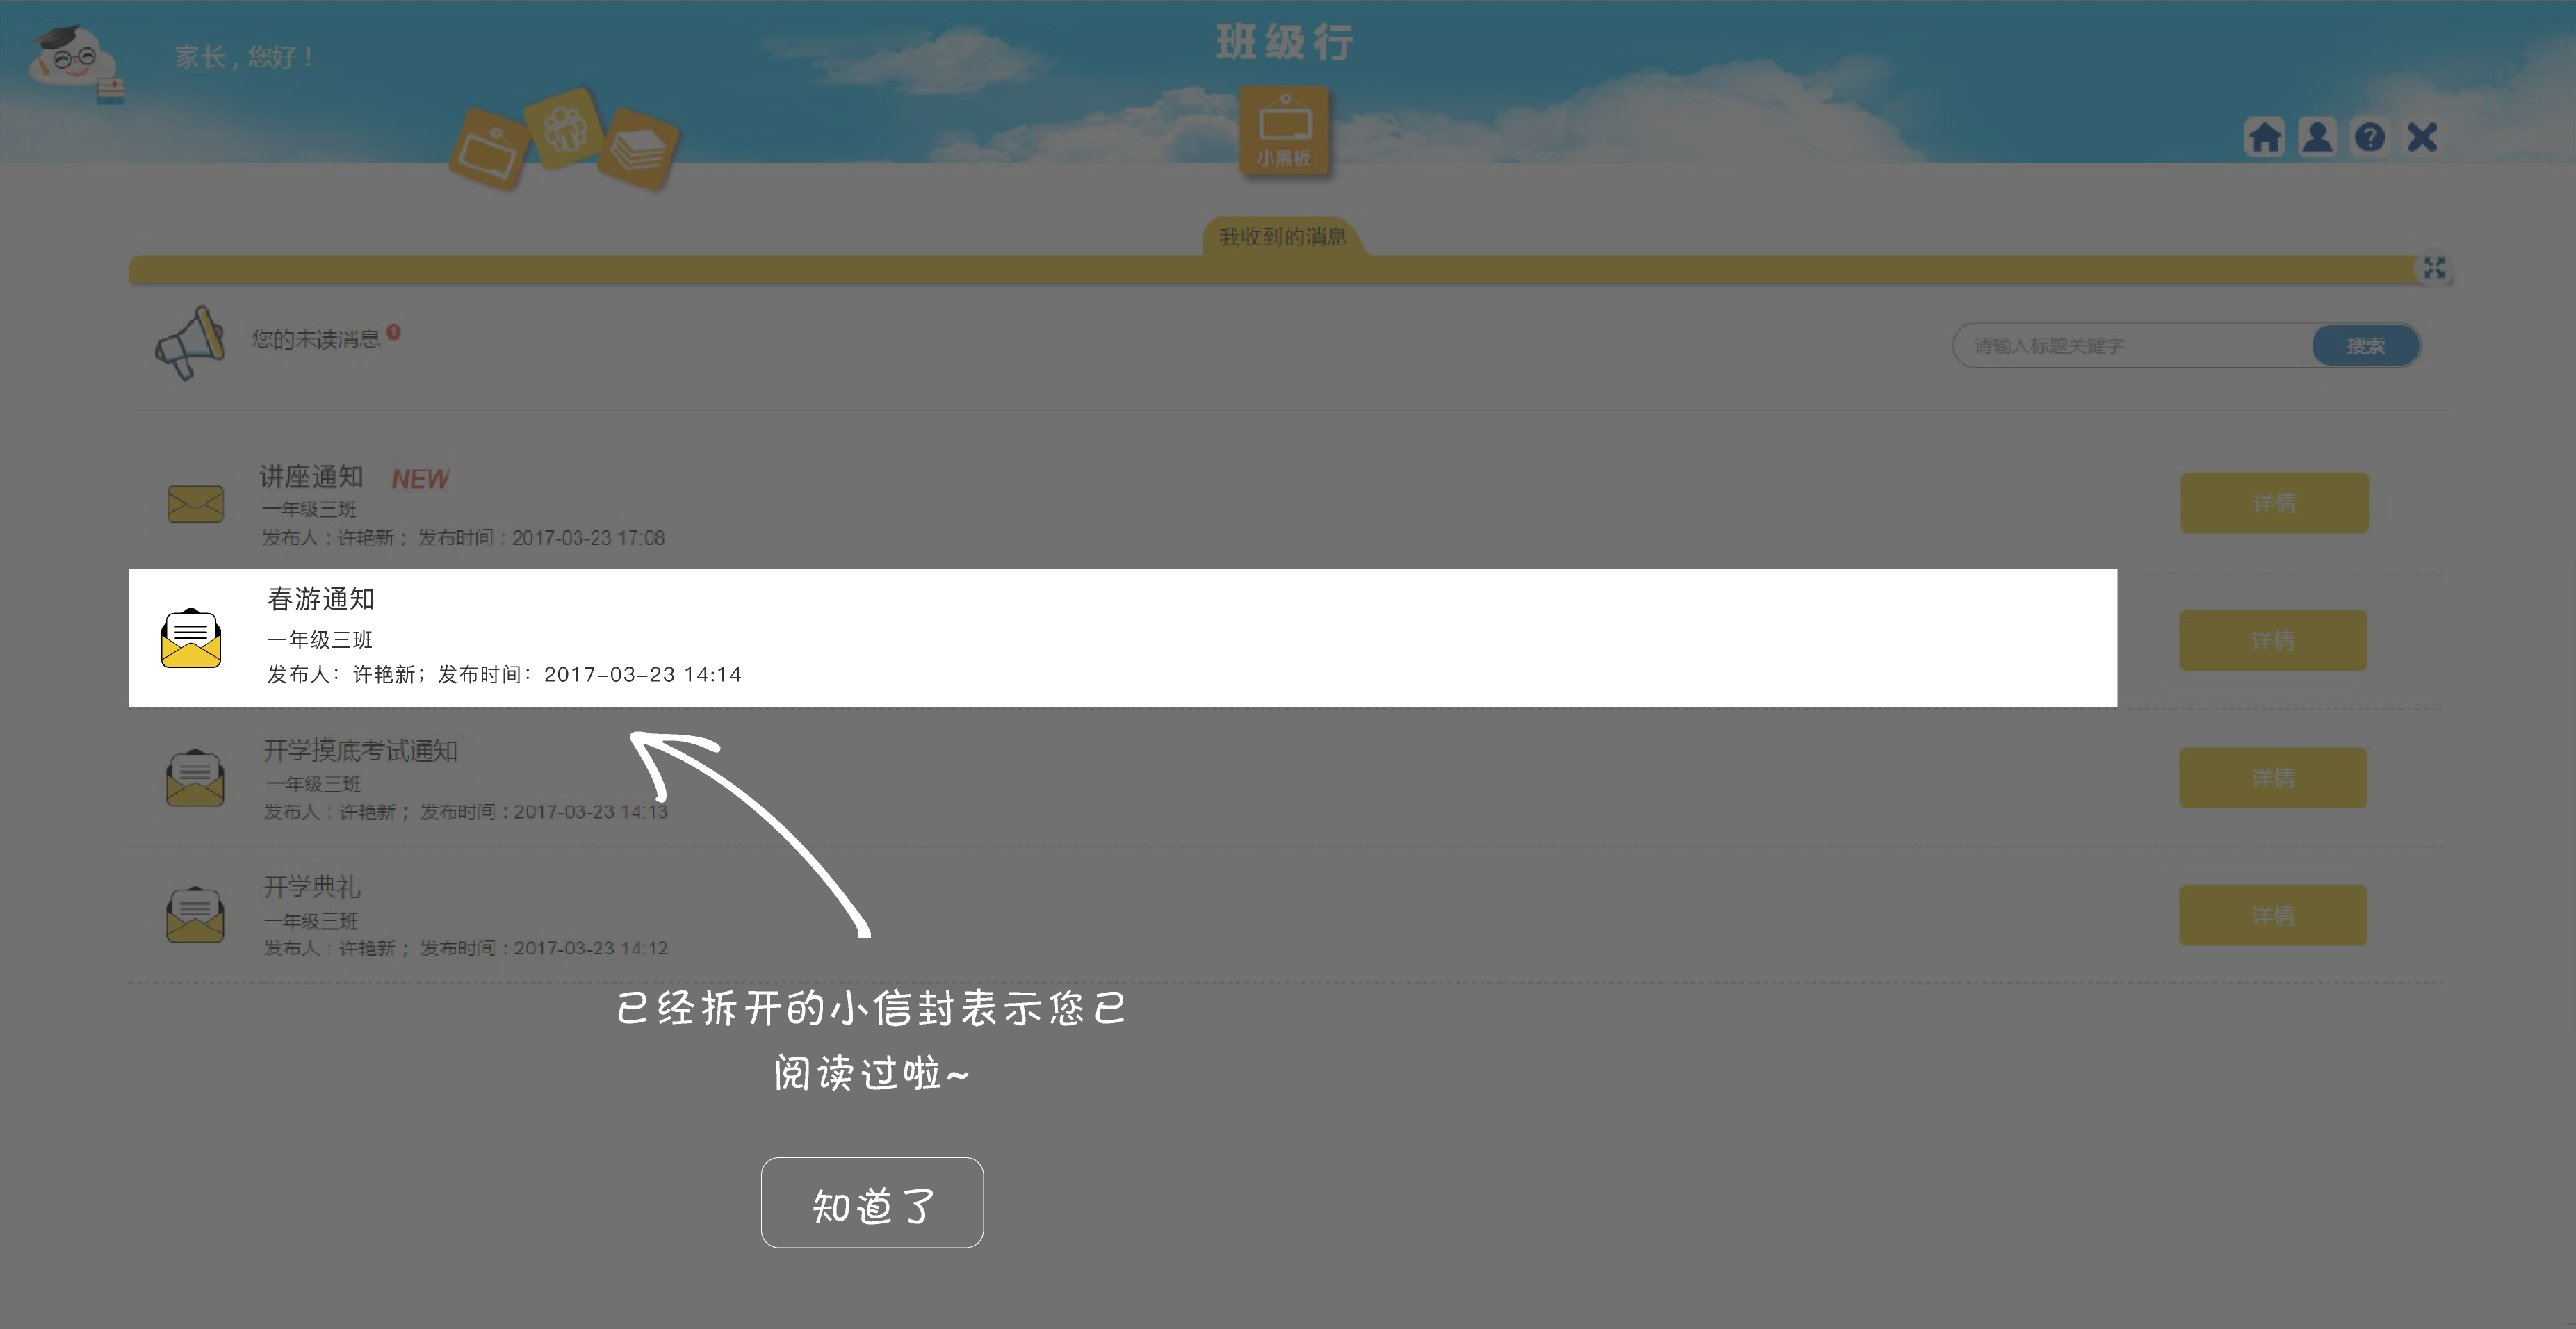 班级行
家长，您好！
小黑板
我收到的消息
您的未读消息 1
请输入标题关键字 搜索
讲座通知 NEW
一年级三班
发布人：许艳新； 发布时间：2017-03-23 17:08
详情
春游通知
一年级三班
发布人：许艳新；发布时间：2017-03-23 14:14
详情
开学摸底考试通知
一年级三班
发布人：许艳新； 发布时间：2017-03-23 14:13
详情
开学典礼
一年级三班
发布人：许艳新； 发布时间：2017-03-23 14:12
详情
已经拆开的小信封表示您已
阅读过啦~
知道了